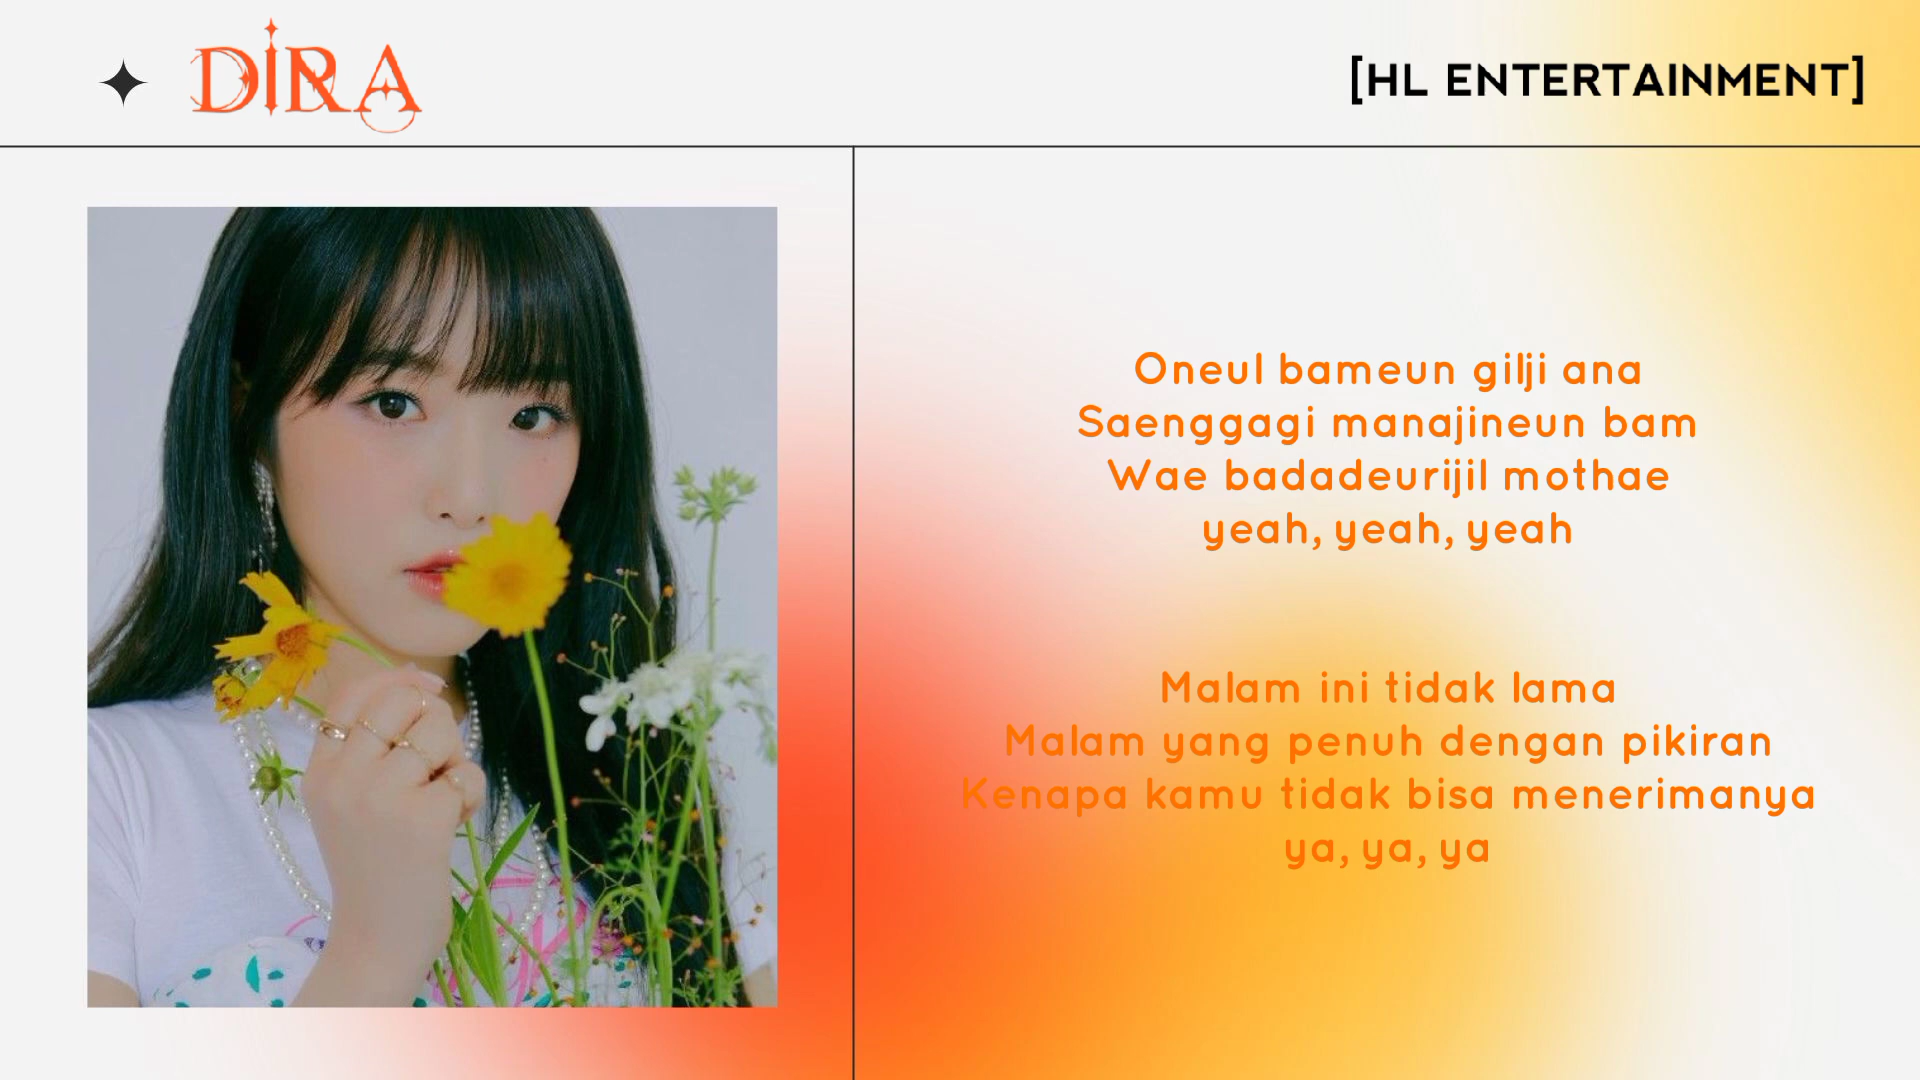 DIRA
[HL ENTERTAINMENT]
Oneul bameun gilji ana
Saenggagi manajineun bam
Wae badadeurijil mothae
yeah, yeah, yeah
Malam ini tidak lama
Malam yang penuh dengan pikiran
Kenapa kamu tidak bisa menerimanya
ya, ya, ya